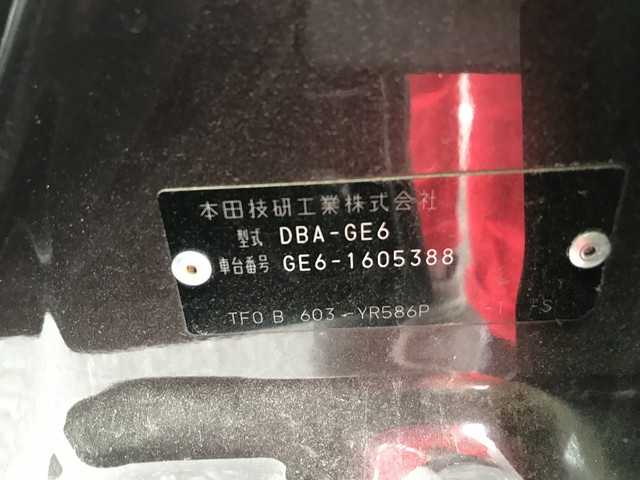 本田技研工業株式会社
型式 DBA-GE6
車台番号 GE6-1605388
TF0 B 603-YR586P